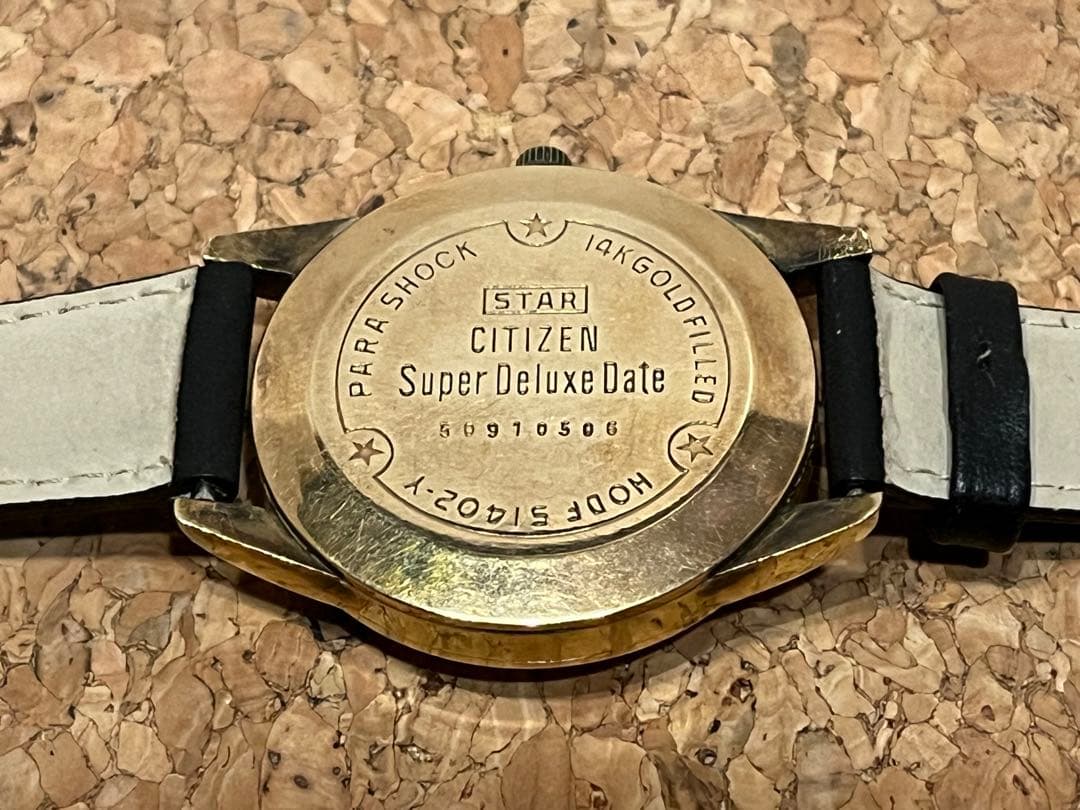 PARA SHOCK
14K GOLD FILLED
STAR
CITIZEN
Super Deluxe Date
50910506
HODF 51402-Y